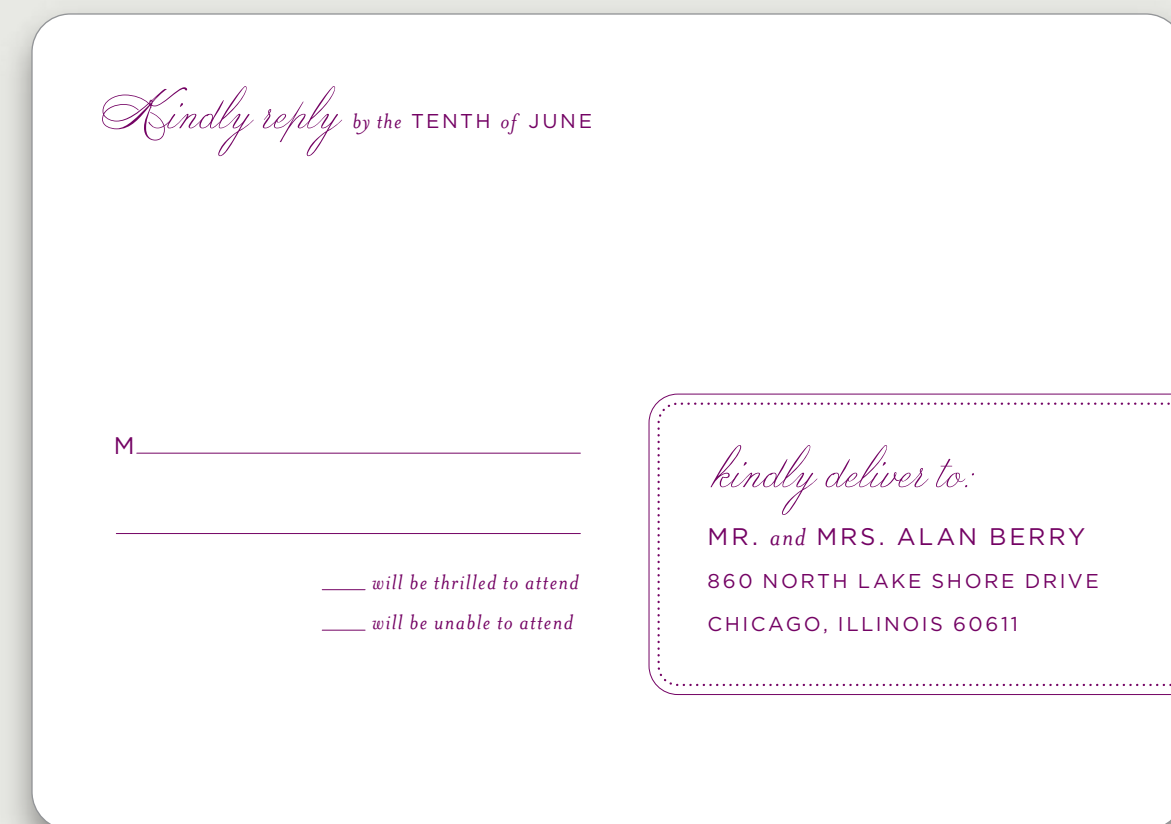 Kindly reply by the TENTH of JUNE
M
will be thrilled to attend
will be unable to attend
kindly deliver to:
MR. and MRS. ALAN BERRY
860 NORTH LAKE SHORE DRIVE
CHICAGO, ILLINOIS 60611